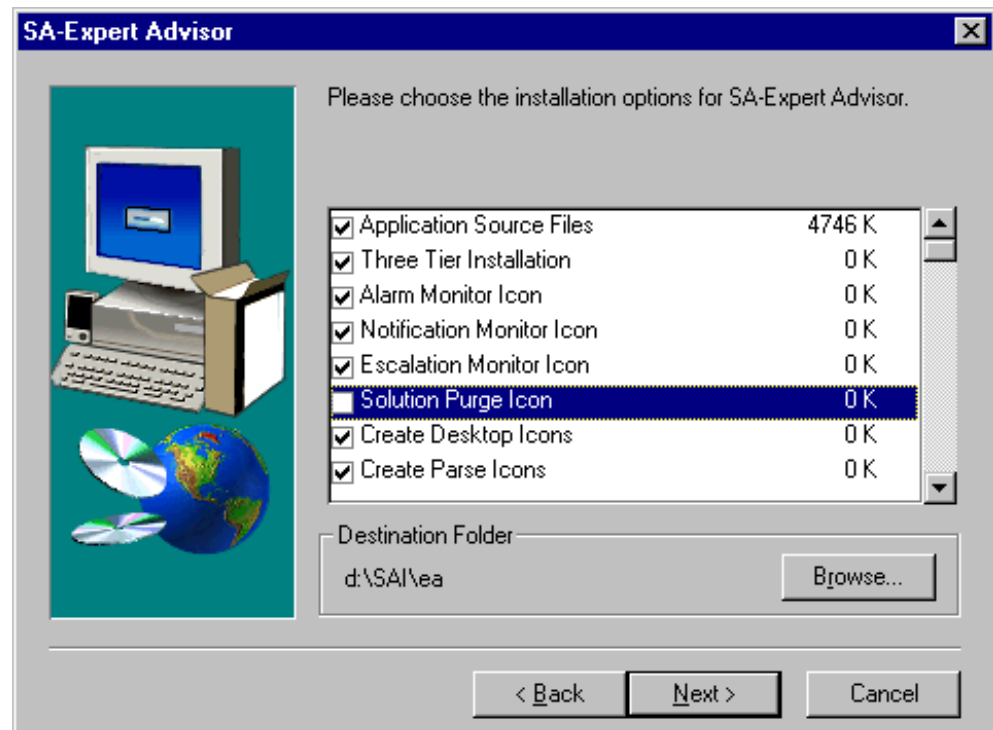 SA-Expert Advisor
Please choose the installation options for SA-Expert Advisor.
Application Source Files 4746 K
Three Tier Installation 0 K
Alarm Monitor Icon 0 K
Notification Monitor Icon 0 K
Escalation Monitor Icon 0 K
Solution Purge Icon 0 K
Create Desktop Icons 0 K
Create Parse Icons 0 K
Destination Folder
d:\SAI\ea
Browse...
< Back
Next >
Cancel